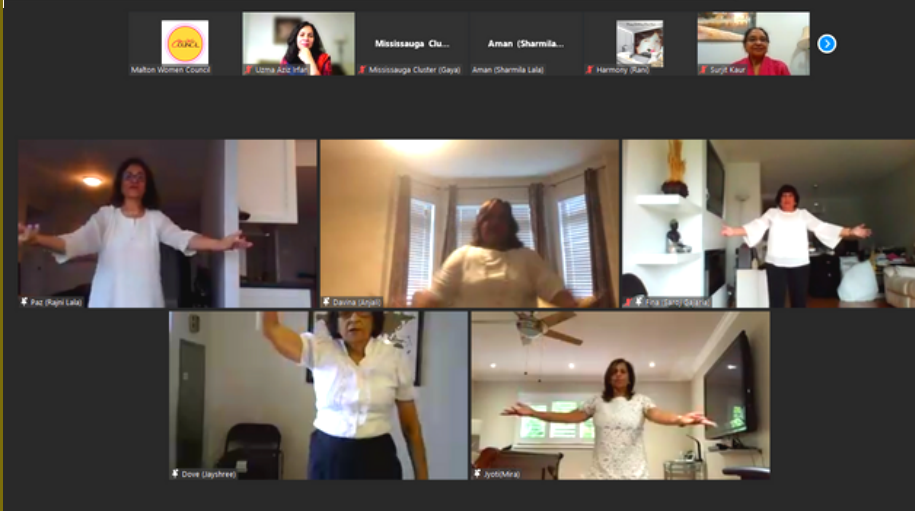 COUNCIL
Malton Women Council
Uzma Aziz Irfan
Mississauga Clu...
Mississauga Cluster (Gaya)
Aman (Sharmila...
Aman (Sharmila Lala)
Harmony (Rani)
Surjit Kaur
Paz (Rajni Lala)
Davina (Anjali)
Dove (Jayshree)
Jyoti(Mira)